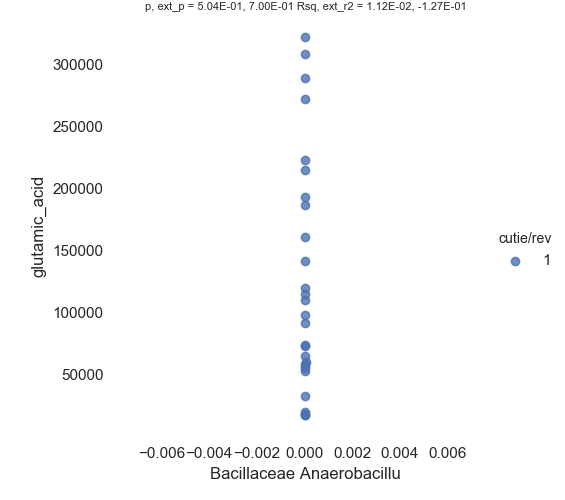 p, ext_p = 5.04E-01, 7.00E-01 Rsq, ext_r2 = 1.12E-02, -1.27E-01
300000
250000
200000
150000
100000
50000
glutamic_acid
cutie/rev
1
−0.006 −0.004 −0.002 0.000 0.002 0.004 0.006
Bacillaceae Anaerobacillu